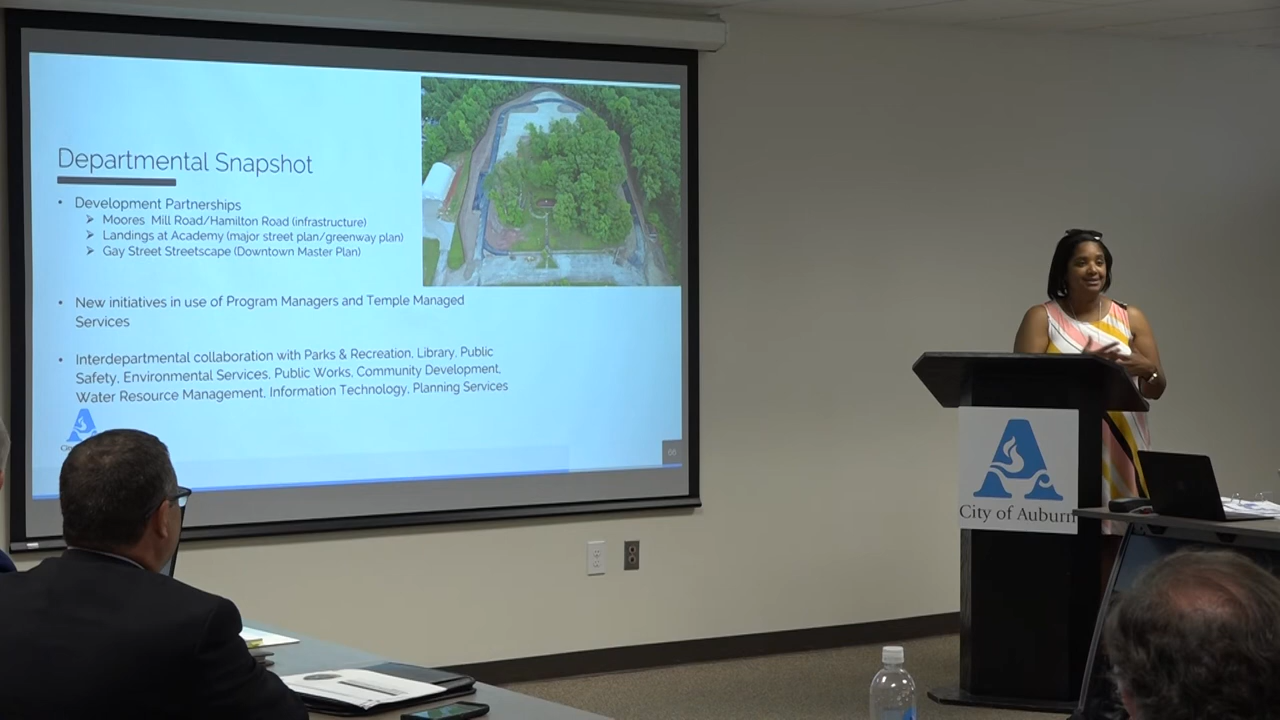 Departmental Snapshot
• Development Partnerships
➢ Moores Mill Road/Hamilton Road (infrastructure)
➢ Landings at Academy (major street plan/greenway plan)
➢ Gay Street Streetscape (Downtown Master Plan)
• New initiatives in use of Program Managers and Temple Managed
Services
• Interdepartmental collaboration with Parks & Recreation, Library, Public
Safety, Environmental Services, Public Works, Community Development,
Water Resource Management, Information Technology, Planning Services
06
A
City of Auburn